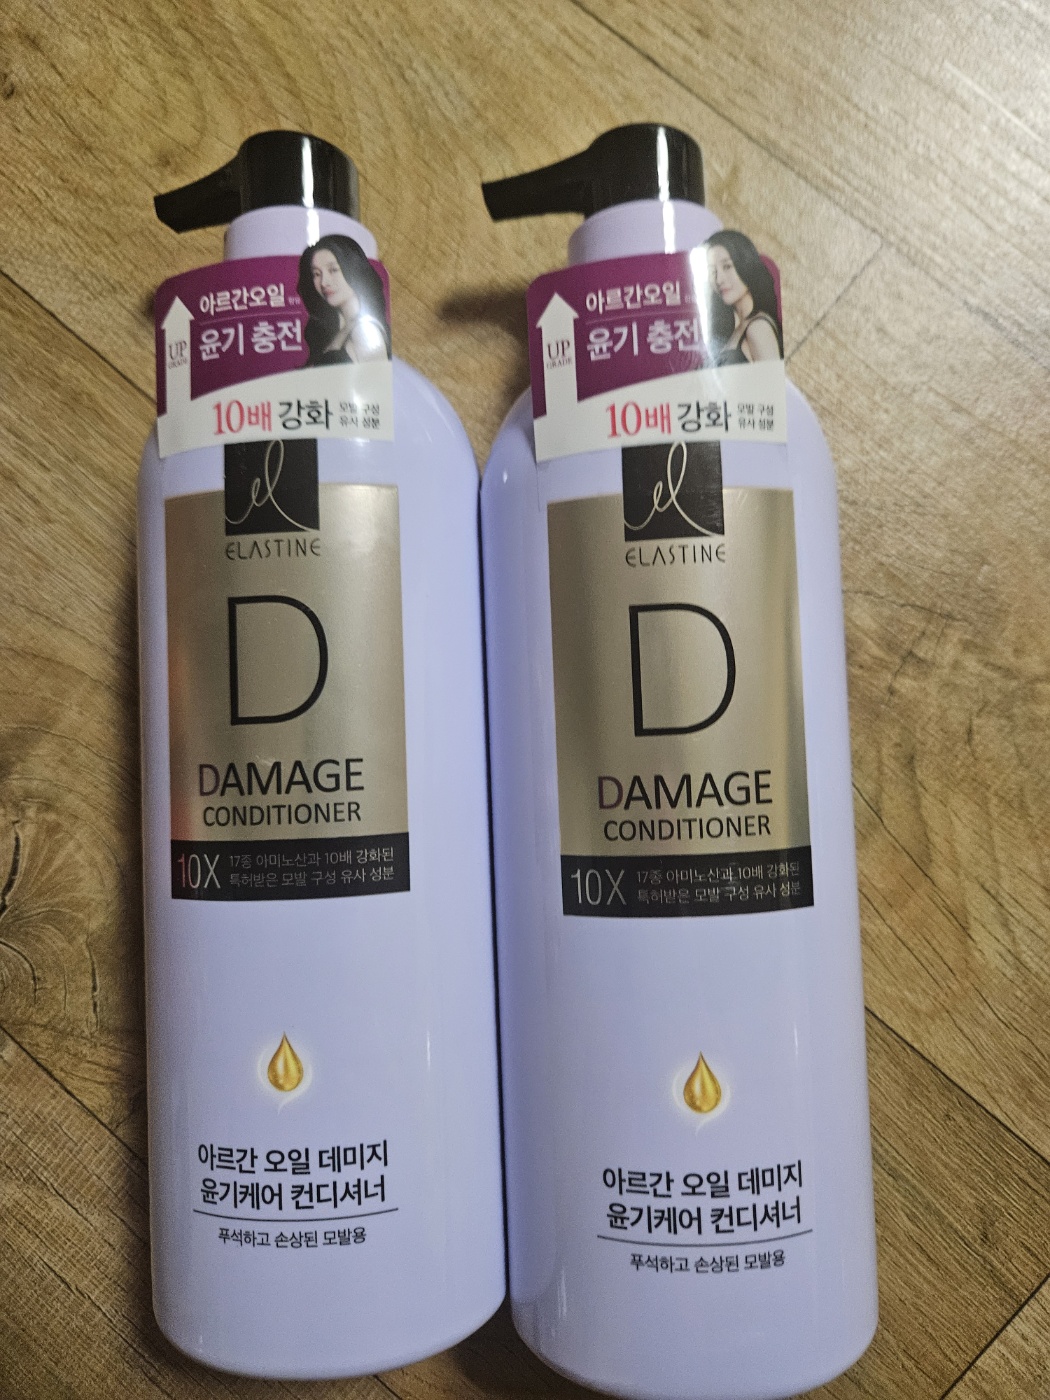 아르간오일
윤기 충전
UP
GRADE
10배 강화 모발 구성
유사 성분
el
ELASTINE
D
DAMAGE
CONDITIONER
10X 17종 아미노산과 10배 강화된
특허받은 모발 구성 유사 성분
아르간 오일 데미지
윤기케어 컨디셔너
푸석하고 손상된 모발용
아르간오일
윤기 충전
UP
GRADE
10배 강화 모발 구성
유사 성분
el
ELASTINE
D
DAMAGE
CONDITIONER
10X 17종 아미노산과 10배 강화된
특허받은 모발 구성 유사 성분
아르간 오일 데미지
윤기케어 컨디셔너
푸석하고 손상된 모발용